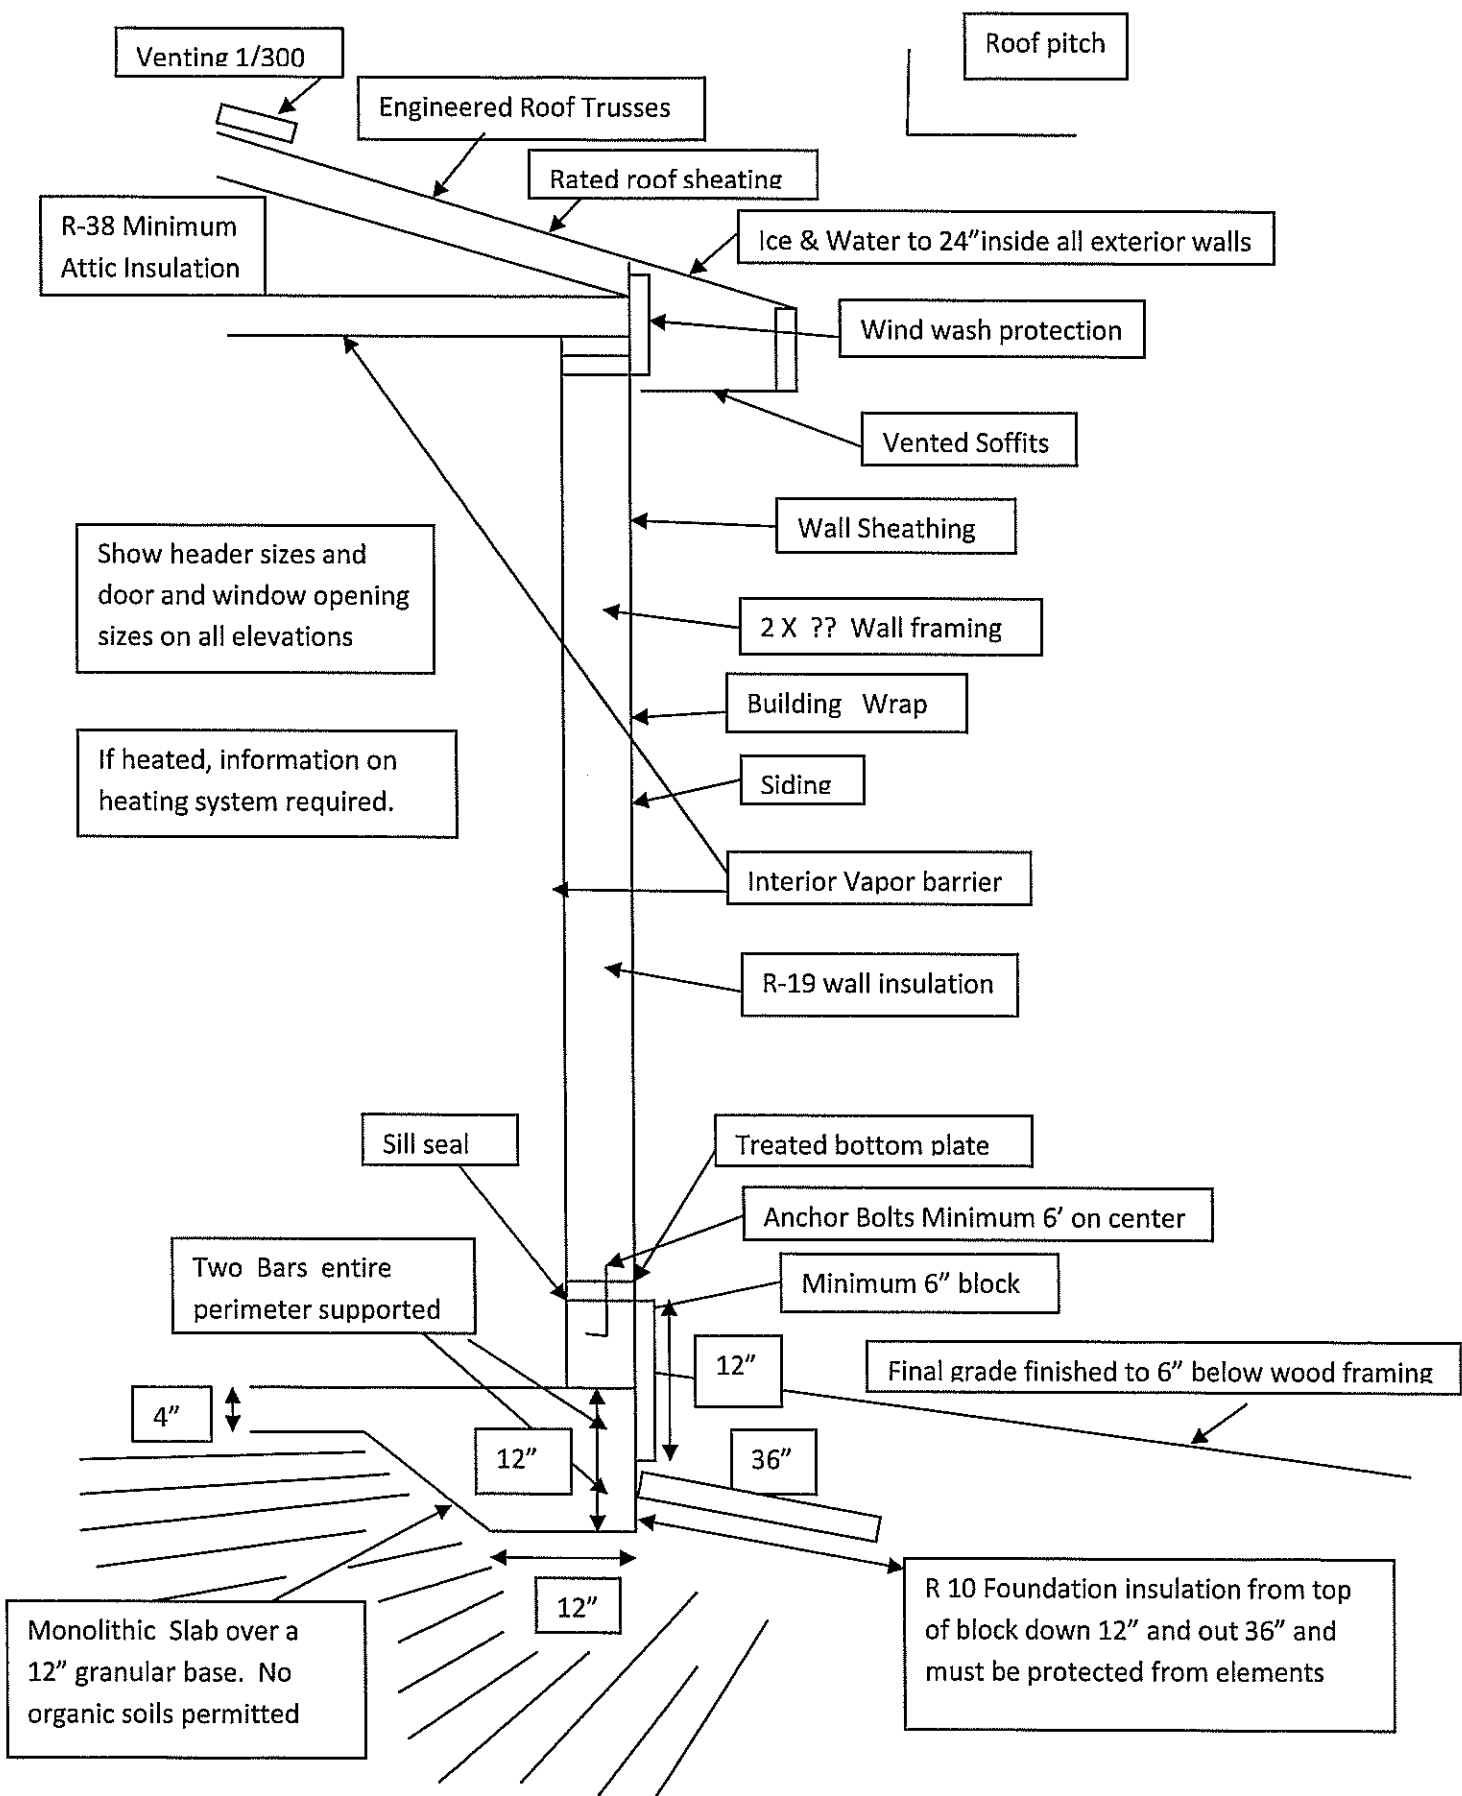 Roof pitch
Venting 1/300
Engineered Roof Trusses
Rated roof sheating
R-38 Minimum
Attic Insulation
Ice & Water to 24”inside all exterior walls
Wind wash protection
Vented Soffits
Wall Sheathing
Show header sizes and
door and window opening
sizes on all elevations
2 X ?? Wall framing
Building Wrap
If heated, information on
heating system required.
Siding
Interior Vapor barrier
R-19 wall insulation
Sill seal
Treated bottom plate
Anchor Bolts Minimum 6’ on center
Two Bars entire
perimeter supported
Minimum 6” block
12”
Final grade finished to 6” below wood framing
4”
12”
36”
12”
R 10 Foundation insulation from top
of block down 12” and out 36” and
must be protected from elements
Monolithic Slab over a
12” granular base. No
organic soils permitted